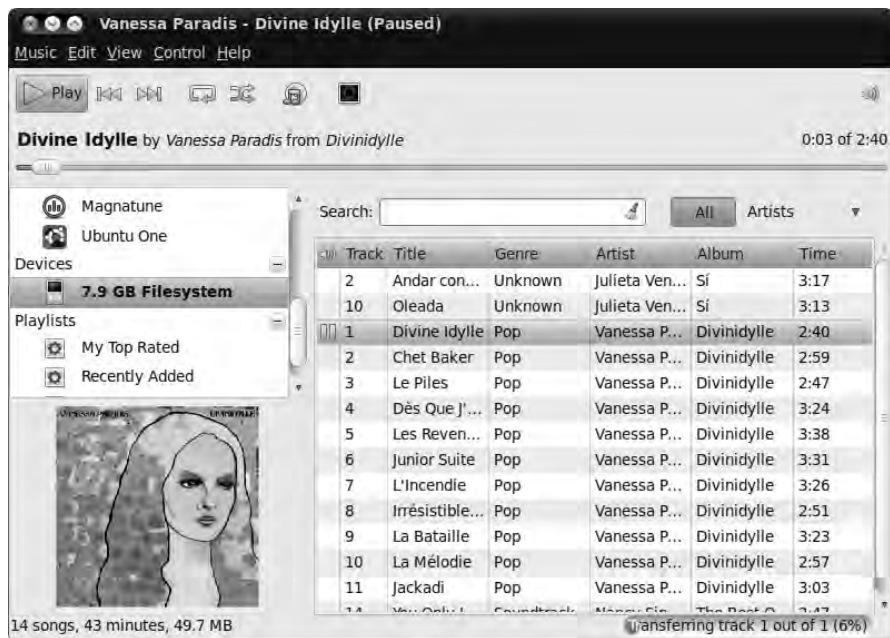 Vanessa Paradis - Divine Idylle (Paused)
Music Edit View Control Help
Play
Divine Idylle by Vanessa Paradis from Divinidylle 0:03 of 2:40
Magnatune
Ubuntu One
Devices
7.9 GB Filesystem
Playlists
My Top Rated
Recently Added
Search: All Artists
Track Title Genre Artist Album Time
2 Andar con... Unknown Julieta Ven... Sí 3:17
10 Oleada Unknown Julieta Ven... Sí 3:13
1 Divine Idylle Pop Vanessa P... Divinidylle 2:40
2 Chet Baker Pop Vanessa P... Divinidylle 2:59
3 Le Piles Pop Vanessa P... Divinidylle 2:47
4 Dès Que J'... Pop Vanessa P... Divinidylle 3:24
5 Les Reven... Pop Vanessa P... Divinidylle 3:38
6 Junior Suite Pop Vanessa P... Divinidylle 3:31
7 L'Incendie Pop Vanessa P... Divinidylle 3:26
8 Irrésistible... Pop Vanessa P... Divinidylle 2:51
9 La Bataille Pop Vanessa P... Divinidylle 3:23
10 La Mélodie Pop Vanessa P... Divinidylle 2:57
11 Jackadi Pop Vanessa P... Divinidylle 3:03
14 songs, 43 minutes, 49.7 MB
ansferring track 1 out of 1 (6%)